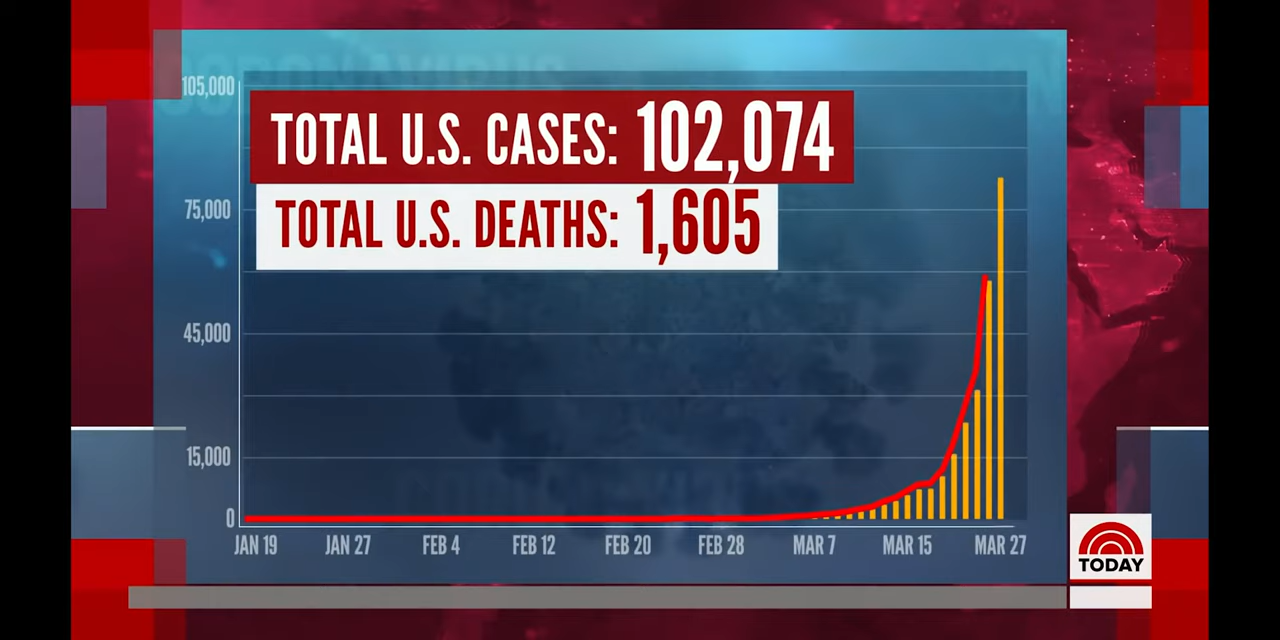 105,000
TOTAL U.S. CASES: 102,074
75,000
TOTAL U.S. DEATHS: 1,605
45,000
15,000
0
JAN 19 JAN 27 FEB 4 FEB 12 FEB 20 FEB 28 MAR 7 MAR 15 MAR 27
TODAY